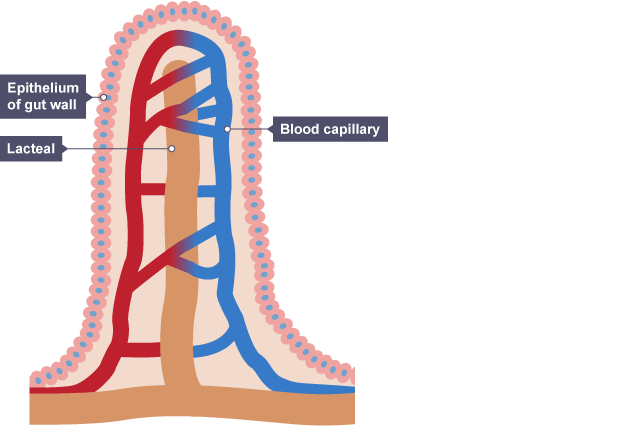 Epithelium
of gut wall
Blood capillary
Lacteal